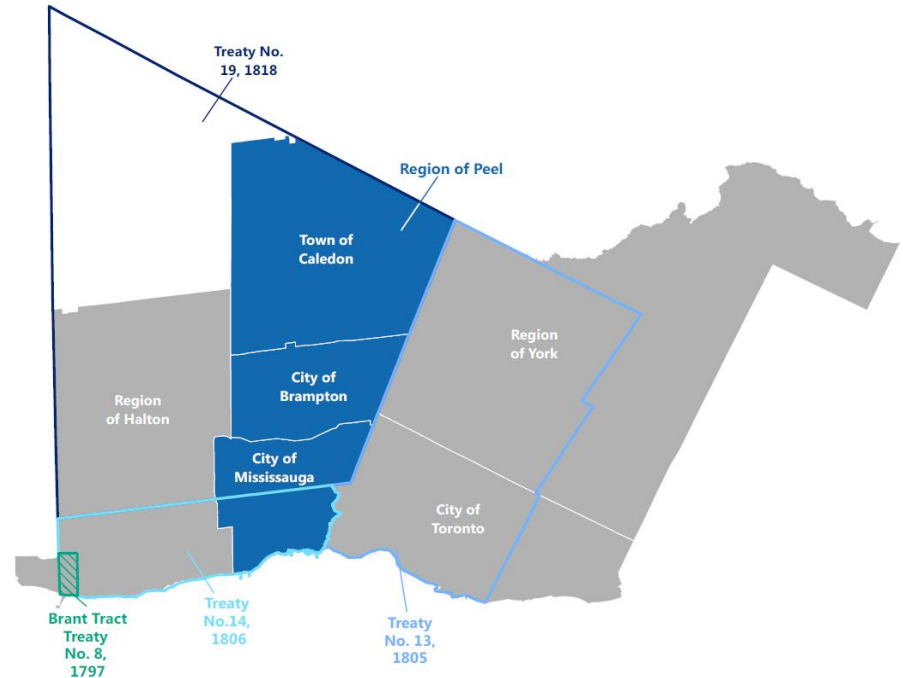 Treaty No.
19, 1818
Region of Peel
Town of
Caledon
Region
of York
City of
Brampton
Region
of Halton
City of
Mississauga
City of
Toronto
Brant Tract
Treaty
No. 8,
1797
Treaty
No.14,
1806
Treaty
No. 13,
1805